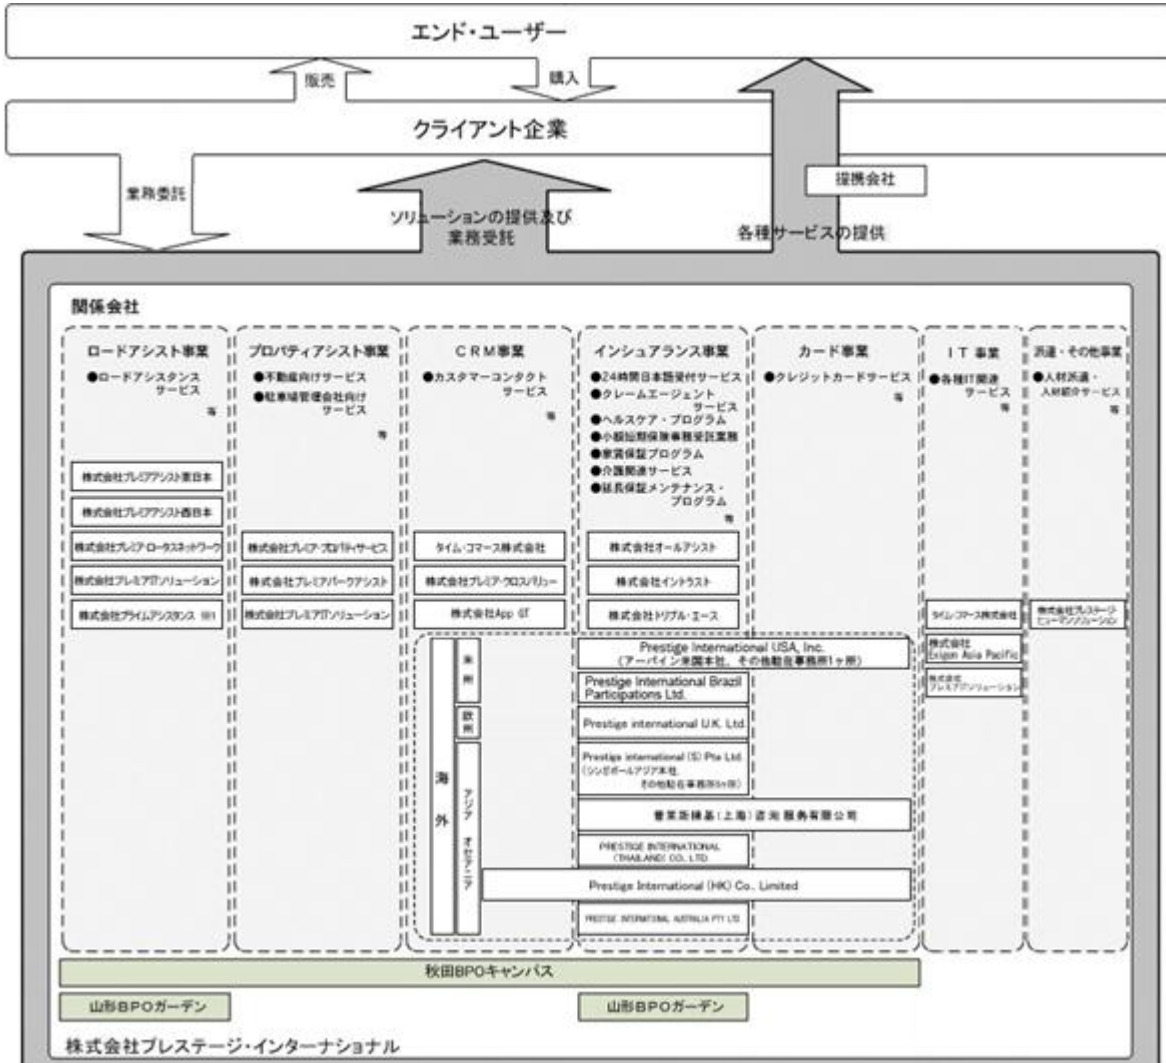 エンド・ユーザー
販売
購入
クライアント企業
提携会社
業務委託
ソリューションの提供及び
業務受託
各種サービスの提供
関係会社
ロードアシスト事業
●ロードアシスタンス
サービス
等
株式会社プレミアアシスト東日本
株式会社プレミアアシスト西日本
株式会社プレミア・ロータスネットワーク
株式会社プレミアITソリューション
株式会社プライムアシスタンス ※1
プロパティアシスト事業
●不動産向けサービス
●駐車場管理会社向け
サービス
等
株式会社プレミア・プロパティサービス
株式会社プレミアパークアシスト
株式会社プレミアITソリューション
CRM事業
●カスタマーコンタクト
サービス
等
タイム・コマース株式会社
株式会社プレミア・クロスバリュー
株式会社App GT
インシュアランス事業
●24時間日本語受付サービス
●クレームエージェント
サービス
●ヘルスケア・プログラム
●小額短期保険事務受託業務
●家賃保証プログラム
●介護関連サービス
●延長保証メンテナンス・
プログラム
等
株式会社オールアシスト
株式会社イントラスト
株式会社トリプル・エース
カード事業
●クレジットカードサービス
等
IT事業
●各種IT関連
サービス
等
タイム・コマース株式会社
株式会社
Exigen Asia Pacific
株式会社
プレミアITソリューション
派遣・その他事業
●人材派遣・
人材紹介サービス
等
株式会社プレステージ・
ヒューマンソリューション
海外
米州
欧州
アジア オセアニア
Prestige International USA, Inc.
(アーバイン米国本社、その他駐在事務所1ヶ所)
Prestige International Brazil
Participations Ltd.
Prestige international U.K. Ltd.
Prestige international (S) Pte Ltd.
(シンガポールアジア本社、
その他駐在事務所
(上海)咨询服务有限公司
PRESTIGE INTERNATIONAL
(THAILAND) CO., LTD.
Prestige International (HK) Co., Limited
PRESTIGE INTERNATIONAL AUSTRALIA PTY LTD
秋田BPOキャンパス
山形BPOガーデン
山形BPOガーデン
株式会社プレステージ・インターナショナル